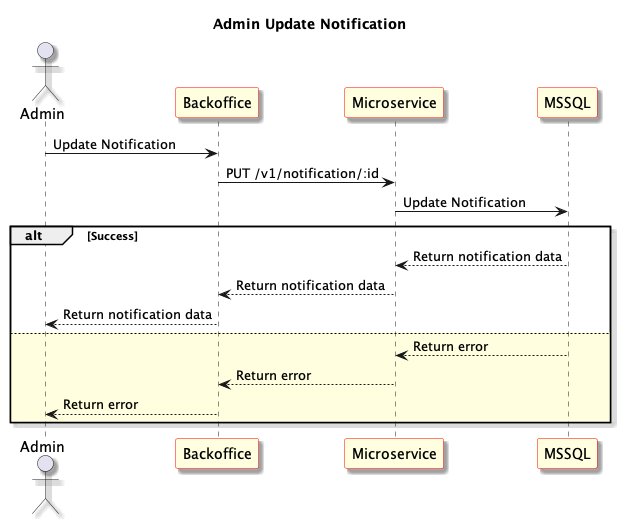 Admin Update Notification
Admin
Backoffice
Microservice
MSSQL
Update Notification
PUT /v1/notification/:id
Update Notification
alt
[Success]
Return notification data
Return notification data
Return notification data
Return error
Return error
Return error
Admin
Backoffice
Microservice
MSSQL